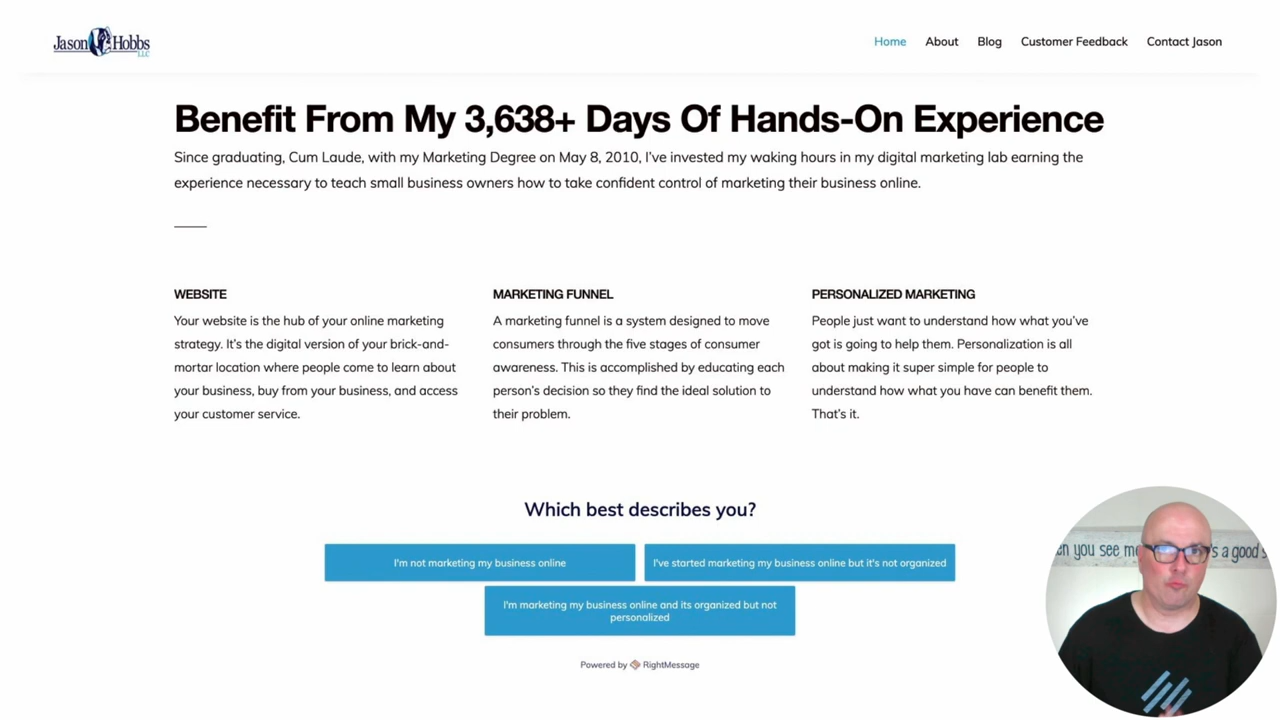 Jason Hobbs
LLC
Home About Blog Customer Feedback Contact Jason
Benefit From My 3,638+ Days Of Hands-On Experience
Since graduating, Cum Laude, with my Marketing Degree on May 8, 2010, I've invested my waking hours in my digital marketing lab earning the
experience necessary to teach small business owners how to take confident control of marketing their business online.
WEBSITE
Your website is the hub of your online marketing
strategy. It's the digital version of your brick-and-
mortar location where people come to learn about
your business, buy from your business, and access
your customer service.
MARKETING FUNNEL
A marketing funnel is a system designed to move
consumers through the five stages of consumer
awareness. This is accomplished by educating each
person's decision so they find the ideal solution to
their problem.
PERSONALIZED MARKETING
People just want to understand how what you've
got is going to help them. Personalization is all
about making it super simple for people to
understand how what you have can benefit them.
That's it.
Which best describes you?
I'm not marketing my business online
I've started marketing my business online but it's not organized
I'm marketing my business online and its organized but not
personalized
Powered by RightMessage
you see 's a good